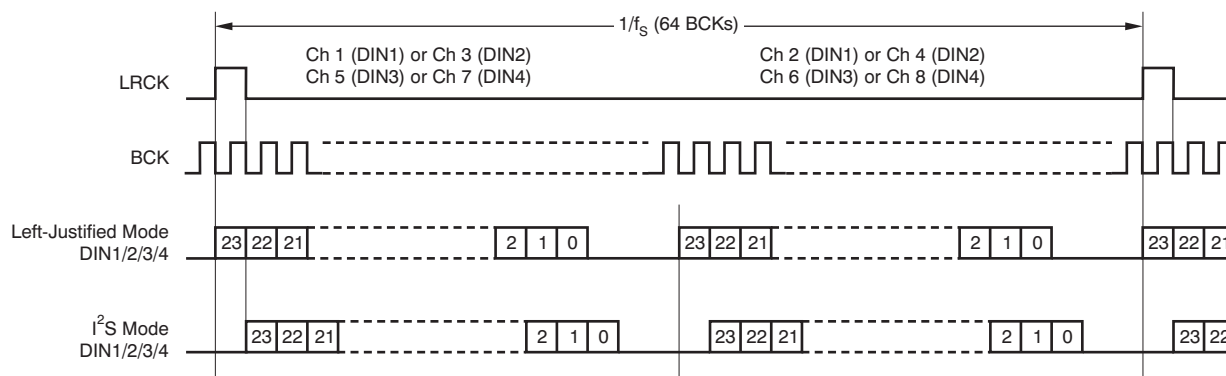 1/fS (64 BCKs)
Ch 1 (DIN1) or Ch 3 (DIN2)
Ch 5 (DIN3) or Ch 7 (DIN4)
Ch 2 (DIN1) or Ch 4 (DIN2)
Ch 6 (DIN3) or Ch 8 (DIN4)
LRCK
BCK
Left-Justified Mode
DIN1/2/3/4
23 22 21 2 1 0 23 22 21 2 1 0 23 22 21
I²S Mode
DIN1/2/3/4
23 22 21 2 1 0 23 22 21 2 1 0 23 22